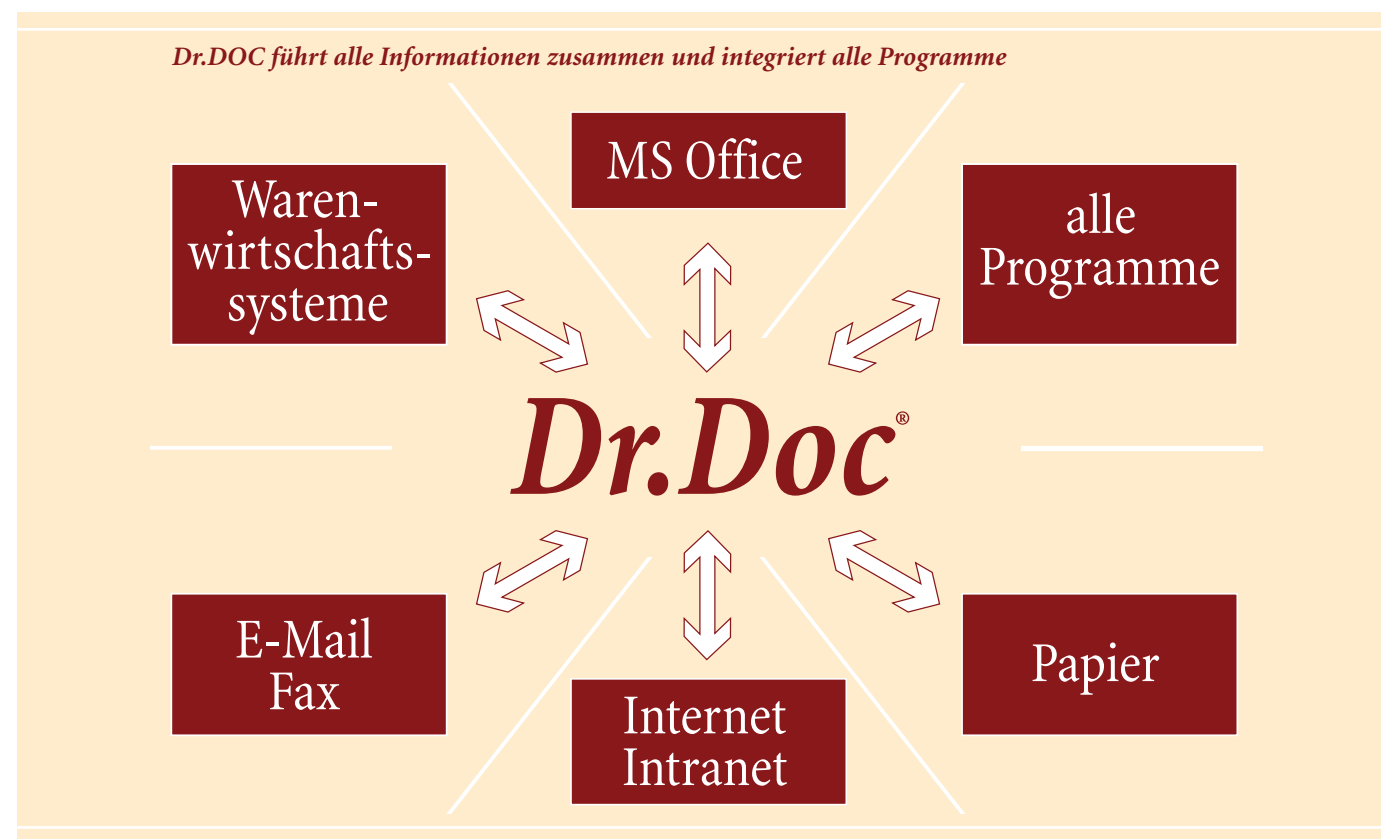 Dr.DOC führt alle Informationen zusammen und integriert alle Programme
MS Office
Waren-
wirtschafts-
systeme
alle
Programme
Dr.Doc®
E-Mail
Fax
Internet
Intranet
Papier